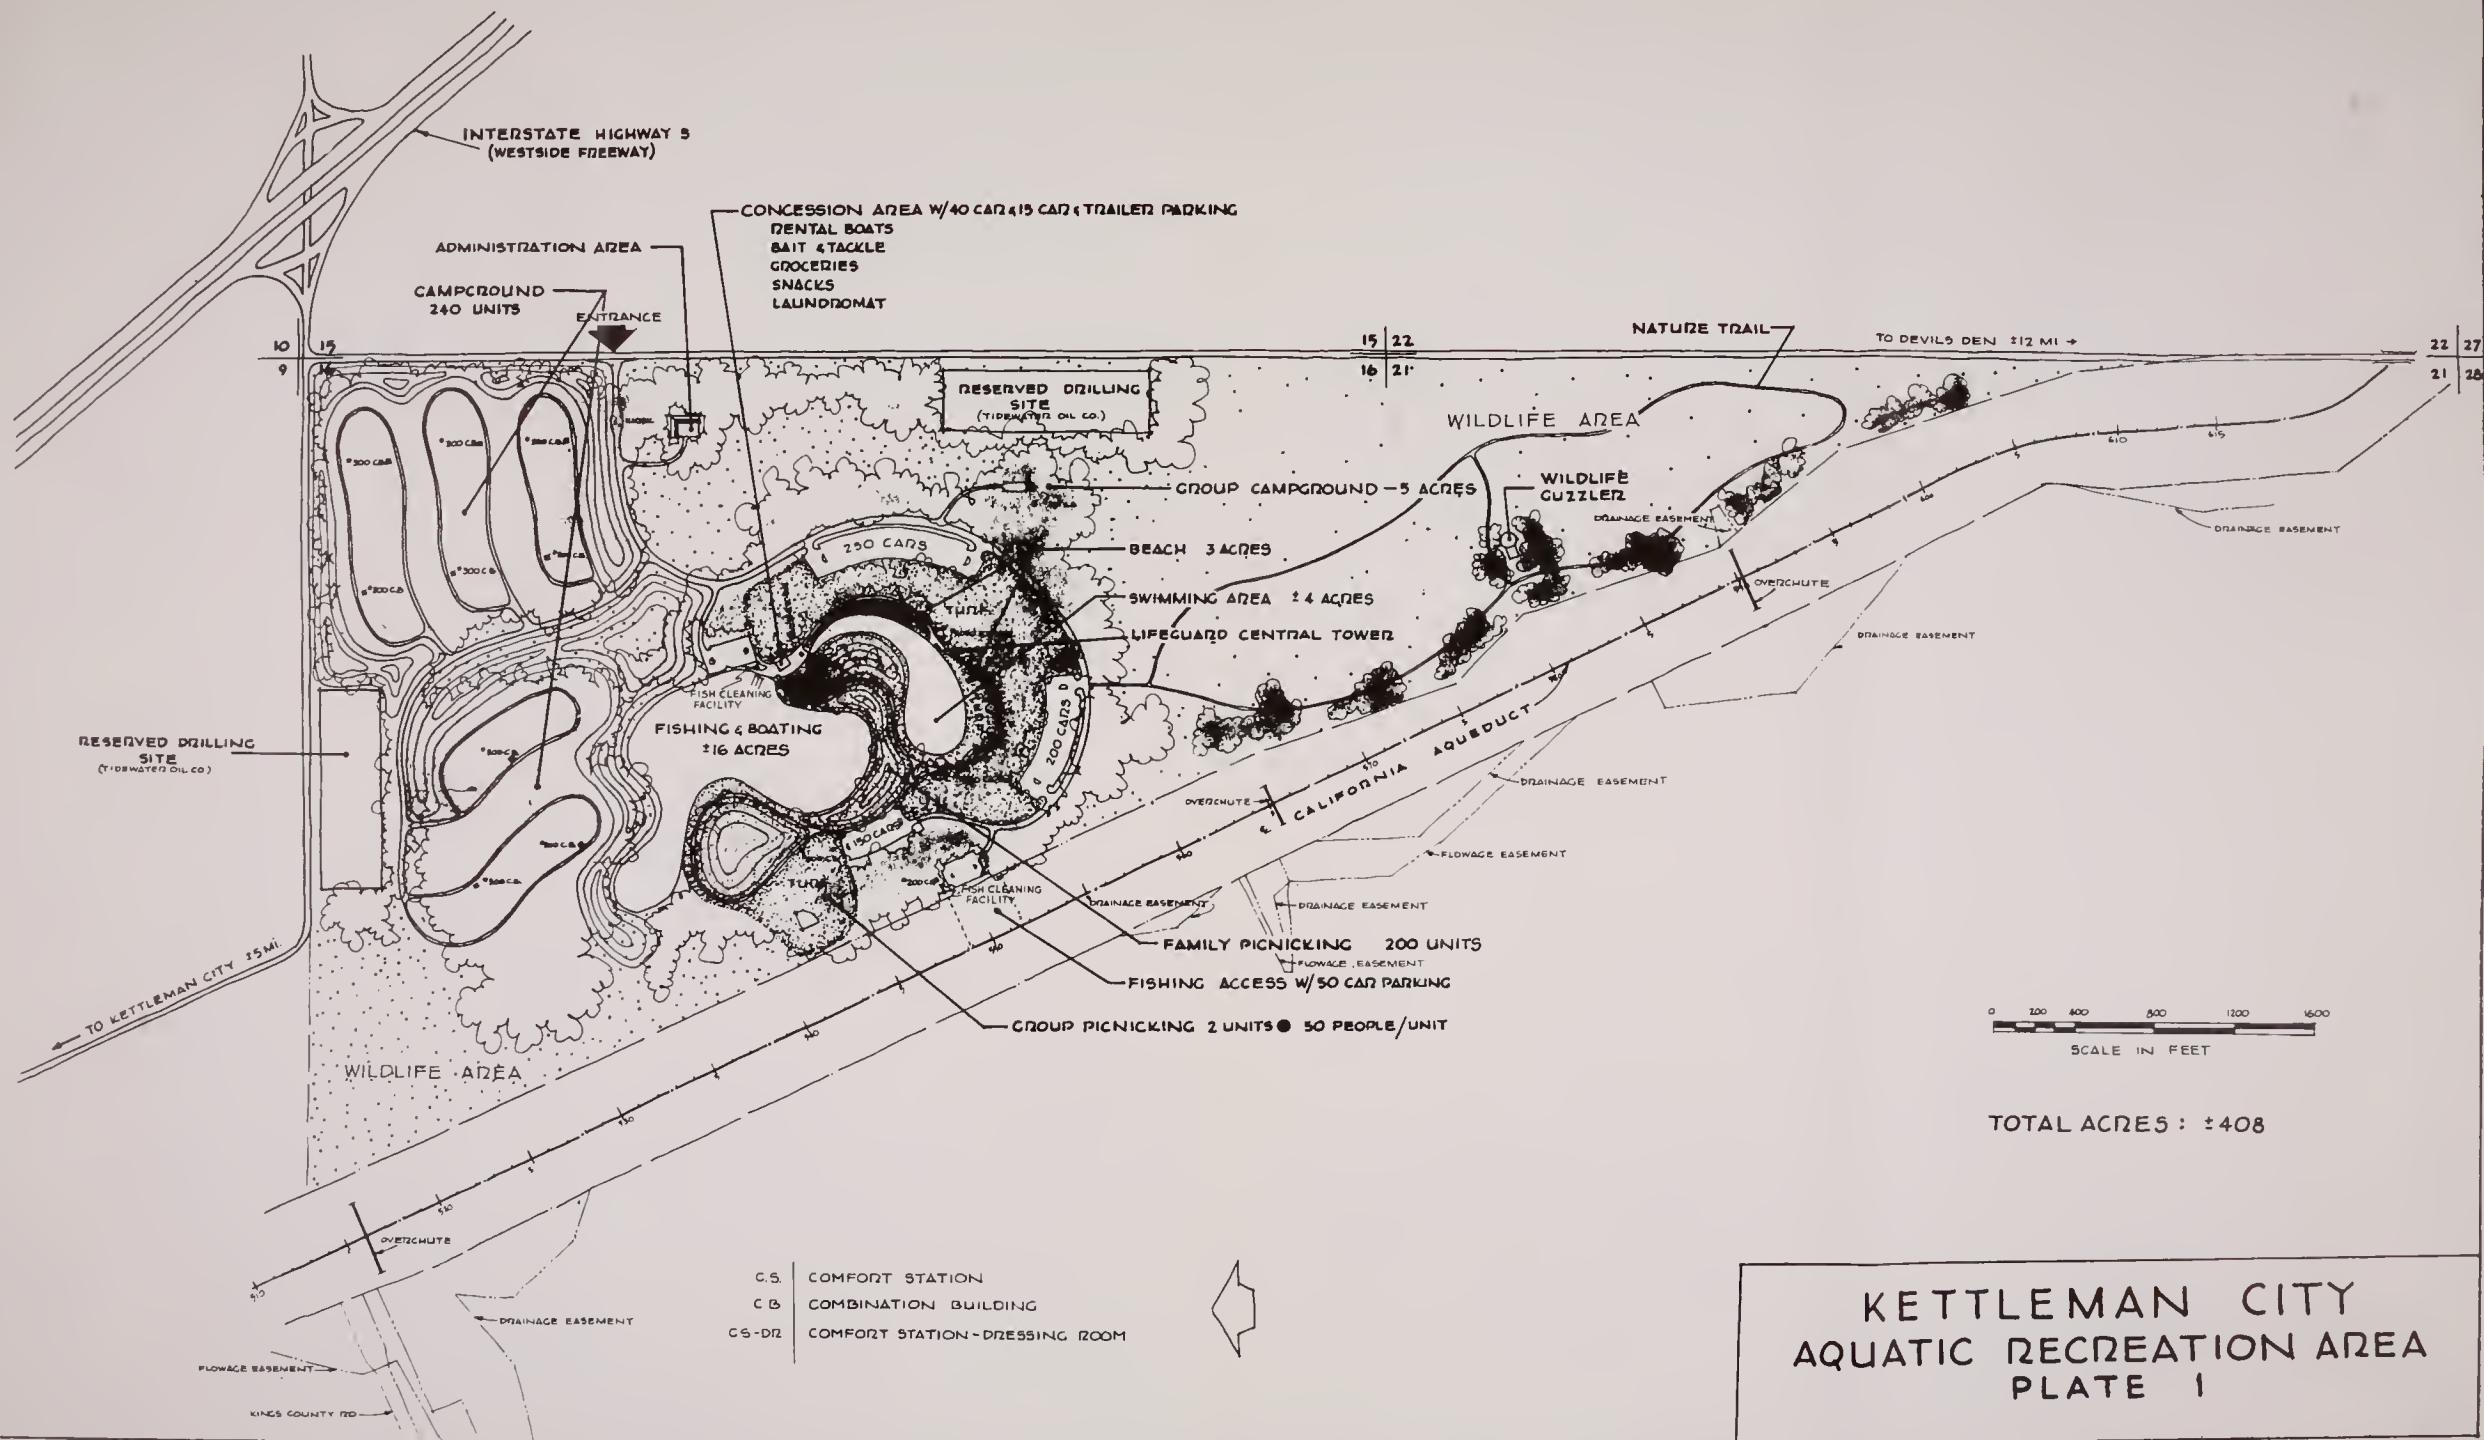 INTERSTATE HIGHWAY 5
(WESTSIDE FREEWAY)
CONCESSION AREA W/40 CAR & 15 CAR & TRAILER PARKING
RENTAL BOATS
BAIT & TACKLE
GROCERIES
SNACKS
LAUNDROMAT
ADMINISTRATION AREA
CAMPGROUND
240 UNITS
ENTRANCE
10 15
9
15 22
16 21
NATURE TRAIL
TO DEVILS DEN ±12 MI →
22 27
21 28
RESERVED DRILLING
SITE
(TIDEWATER OIL CO.)
WILDLIFE AREA
GROUP CAMPGROUND - 5 ACRES
WILDLIFE
GUZZLER
DRAINAGE EASEMENT
DRAINAGE EASEMENT
610
615
250 CARS
BEACH 3 ACRES
TURF
SWIMMING AREA ±4 ACRES
LIFEGUARD CENTRAL TOWER
OVERCHUTE
DRAINAGE EASEMENT
FISH CLEANING
FACILITY
FISHING & BOATING
±16 ACRES
200 CARS
RESERVED DRILLING
SITE
(TIDEWATER OIL CO)
CALIFORNIA AQUEDUCT
OVERCHUTE
DRAINAGE EASEMENT
150 CARS
FLOWAGE EASEMENT
TURF
FISH CLEANING
FACILITY
DRAINAGE EASEMENT
DRAINAGE EASEMENT
FAMILY PICNICKING 200 UNITS
FLOWAGE EASEMENT
FISHING ACCESS W/50 CAR PARKING
GROUP PICNICKING 2 UNITS @ 50 PEOPLE/UNIT
← TO KETTLEMAN CITY ±5 MI.
WILDLIFE AREA
0 200 400 800 1200 1600
SCALE IN FEET
TOTAL ACRES: ±408
OVERCHUTE
DRAINAGE EASEMENT
FLOWAGE EASEMENT
KINGS COUNTY RD
C.S. COMFORT STATION
CB COMBINATION BUILDING
CS-DR COMFORT STATION-DRESSING ROOM
KETTLEMAN CITY
AQUATIC RECREATION AREA
PLATE 1